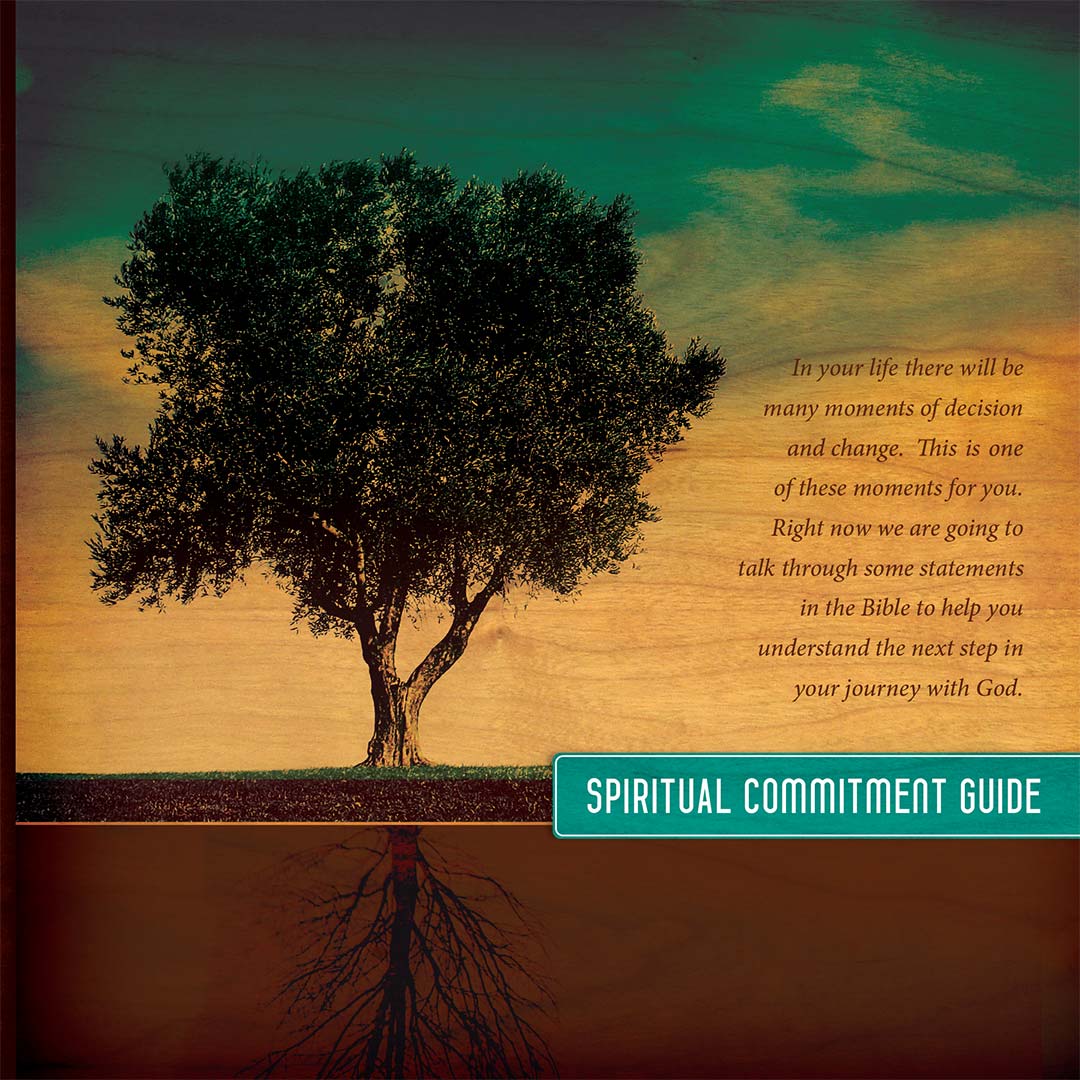 In your life there will be
many moments of decision
and change.  This is one
of these moments for you.
Right now we are going to
talk through some statements
in the Bible to help you
understand the next step in
your journey with God.
SPIRITUAL COMMITMENT GUIDE